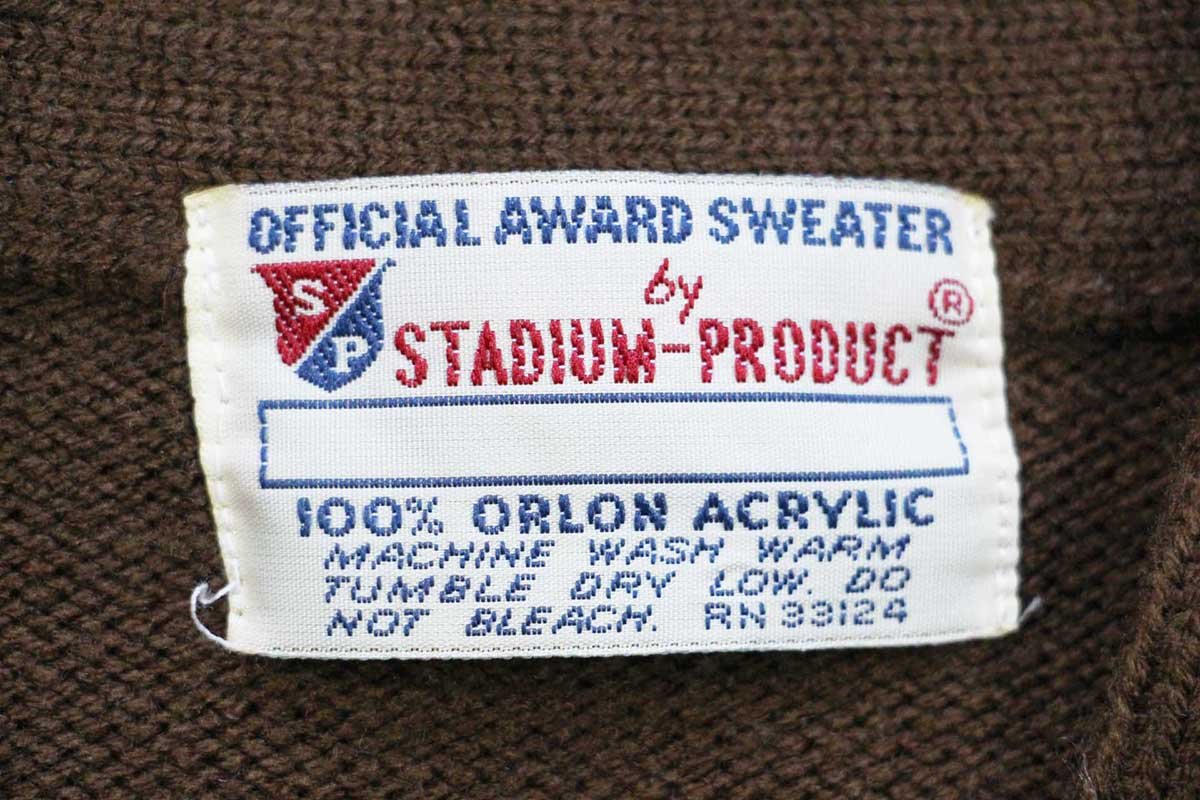 OFFICIAL AWARD SWEATER
SP
by
STADIUM-PRODUCT®
100% ORLON ACRYLIC
MACHINE WASH WARM
TUMBLE DRY LOW. DO
NOT BLEACH. RN 33124